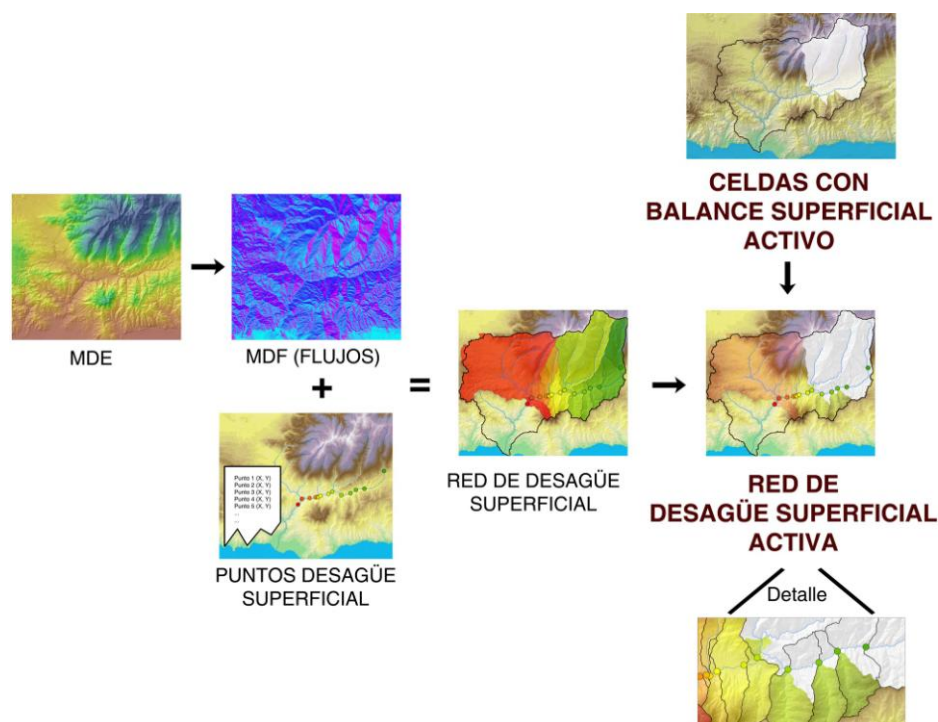 CELDAS CON
BALANCE SUPERFICIAL
ACTIVO
MDE
MDF (FLUJOS)
+
=
Punto 1 (X, Y)
Punto 2 (X, Y)
Punto 3 (X, Y)
Punto 4 (X, Y)
Punto 5 (X, Y)
...
...
PUNTOS DESAGÜE
SUPERFICIAL
RED DE DESAGÜE
SUPERFICIAL
RED DE
DESAGÜE SUPERFICIAL
ACTIVA
Detalle